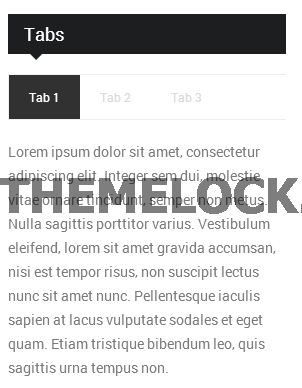 Tabs
Tab 1 Tab 2 Tab 3
Lorem ipsum dolor sit amet, consectetur
adipiscing elit. Integer sem dui, molestie
vitae ornare tincidunt, semper non metus.
THEMELOCK.
Nulla sagittis porttitor varius. Vestibulum
eleifend, lorem sit amet gravida accumsan,
nisi est tempor risus, non suscipit lectus
nunc sit amet nunc. Pellentesque iaculis
sapien at lacus vulputate sodales et eget
quam. Etiam tristique bibendum leo, quis
sagittis urna tempus non.